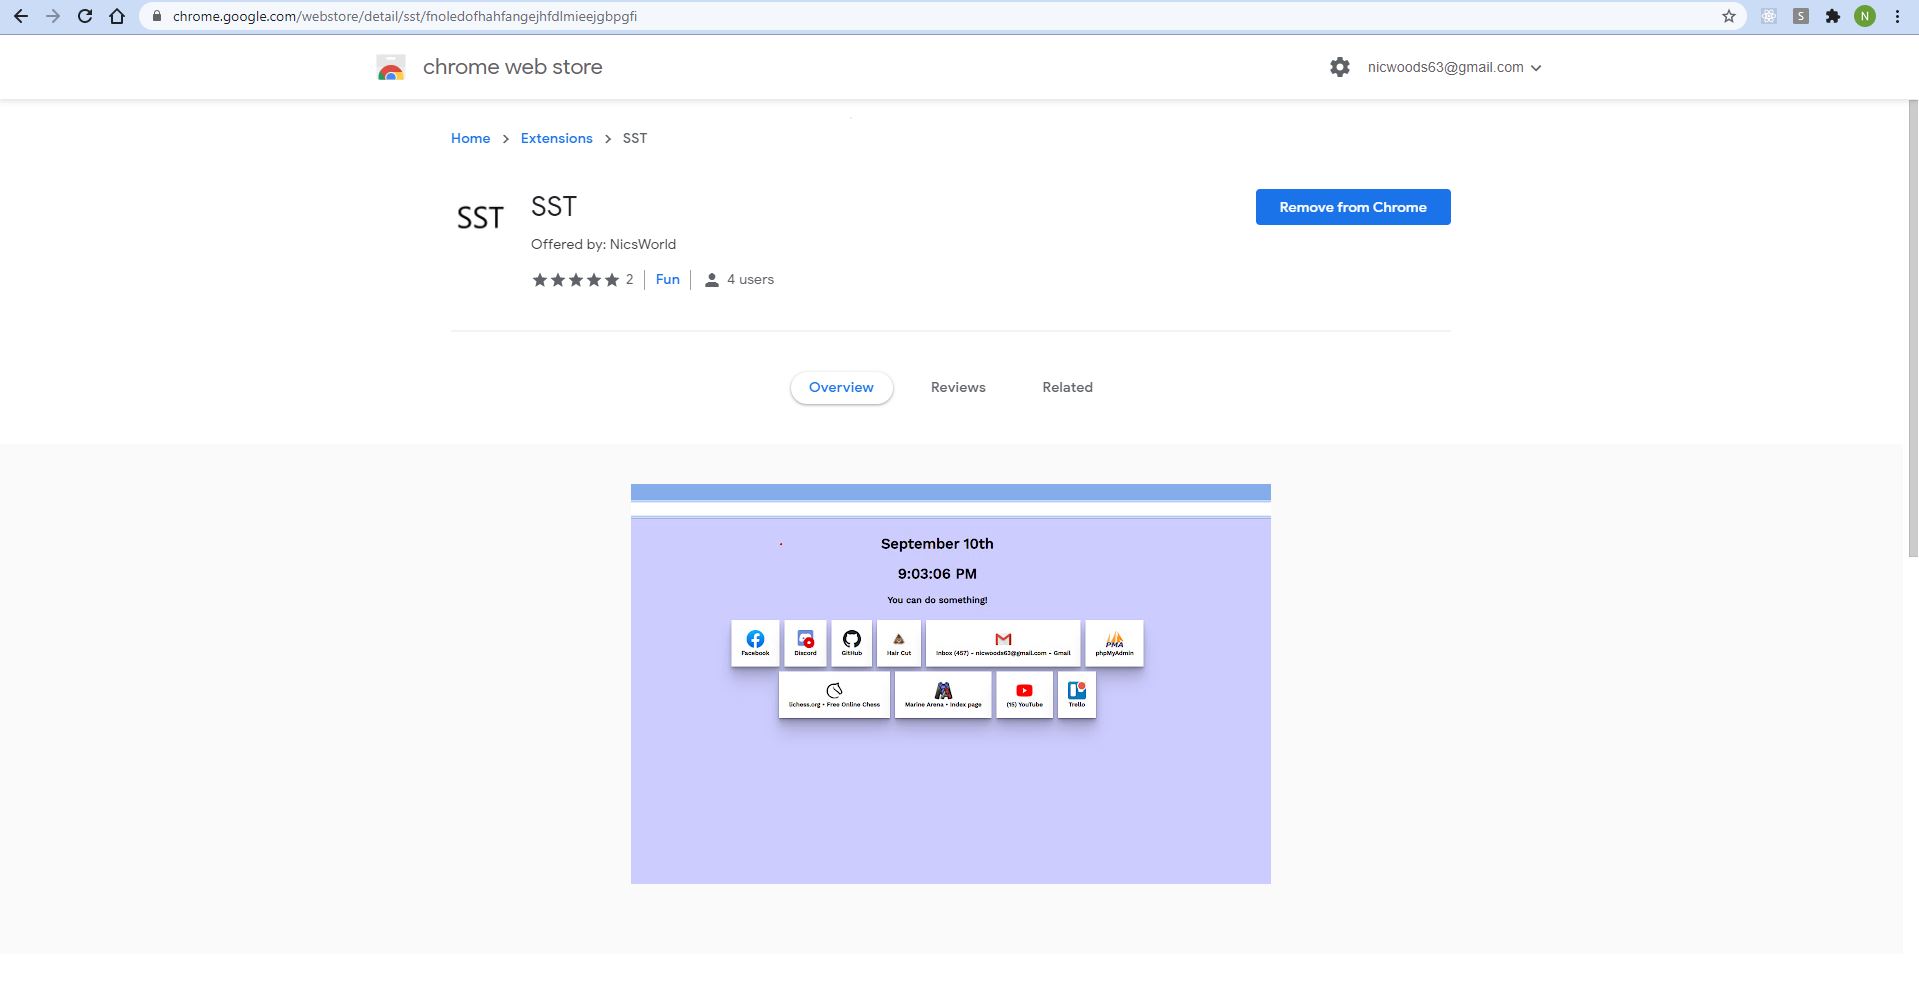 chrome.google.com/webstore/detail/sst/fnoledofhahfangejhfdlmieejgbpgfi
S
N
chrome web store
nicwoods63@gmail.com
Home > Extensions > SST
SST
SST
Remove from Chrome
Offered by: NicsWorld
2
Fun
4 users
Overview
Reviews
Related
September 10th
9:03:06 PM
You can do something!
Facebook
Discord
GitHub
Hair Cut
Inbox (457) - nicwoods63@gmail.com - Gmail
PMA
phpMyAdmin
lichess.org • Free Online Chess
Marine Arena • Index page
(15) YouTube
Trello